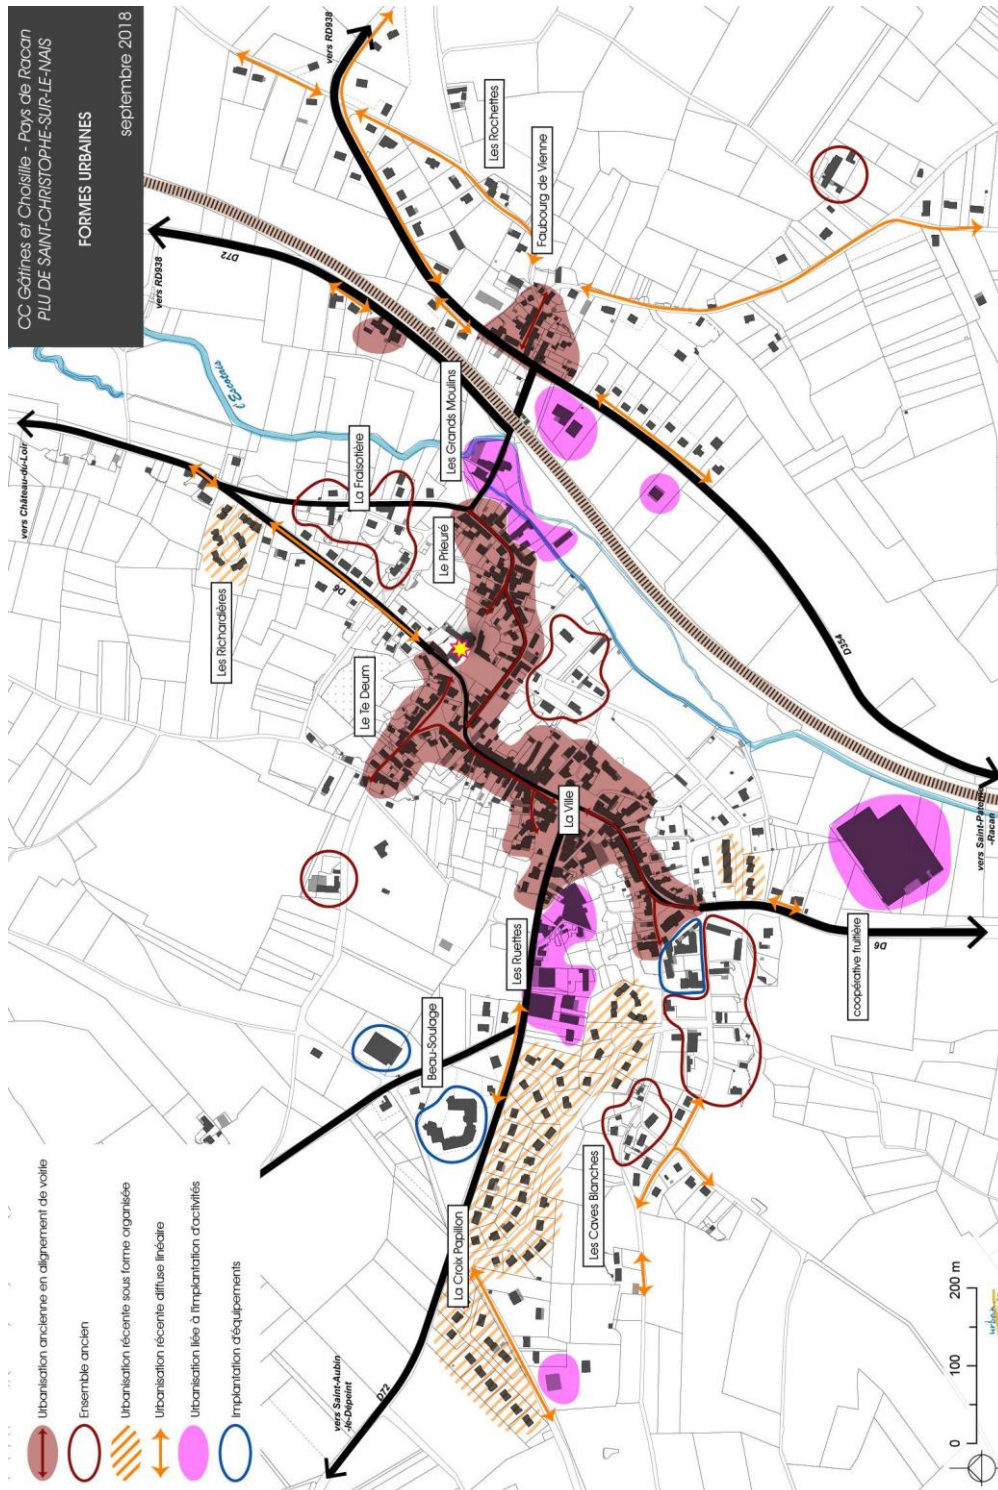 CC Gâtines et Choisille - Pays de Racan
PLU DE SAINT-CHRISTOPHE-SUR-LE-NAIS
FORMES URBAINES
septembre 2018
Urbanisation ancienne en alignement de voirie
Ensemble ancien
Urbanisation récente sous forme organisée
Urbanisation récente diffuse linéaire
Urbanisation liée à l'implantation d'activités
Implantation d'équipements
vers Saint-Aubin
-le-Dépeint
D72
La Croix Papillon
Beau-Soulage
Les Caves Blanches
Les Ruettes
La Ville
coopérative fruitière
D6
vers Saint-Paterne
-Racan
D354
Le Te Deum
Les Richardières
D6
Le Prieuré
La Fraisotière
Les Grands Moulins
l'Escotais
vers Château-du-Loir
vers RD938
D72
vers RD938
Les Rochettes
Faubourg de Vienne
0 100 200 m